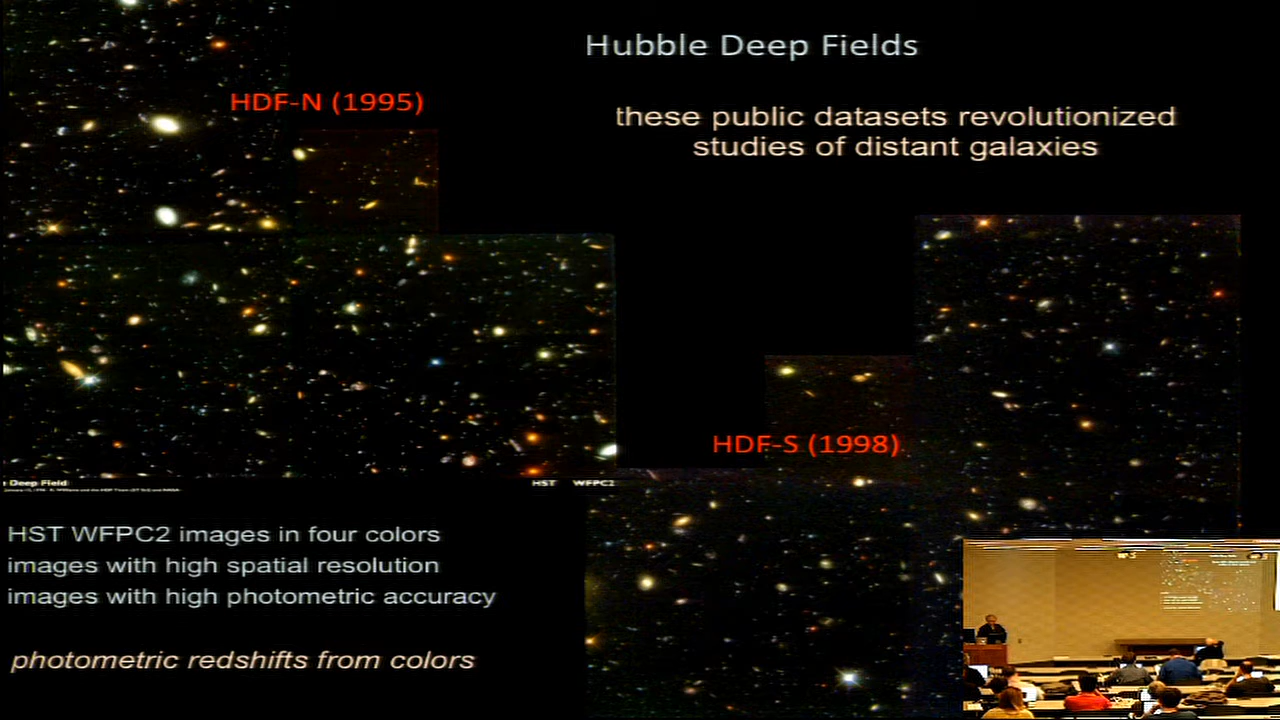 Hubble Deep Fields
HDF-N (1995)
these public datasets revolutionized
studies of distant galaxies
HDF-S (1998)
Deep Field
HST WFPC2
HST WFPC2 images in four colors
images with high spatial resolution
images with high photometric accuracy
photometric redshifts from colors